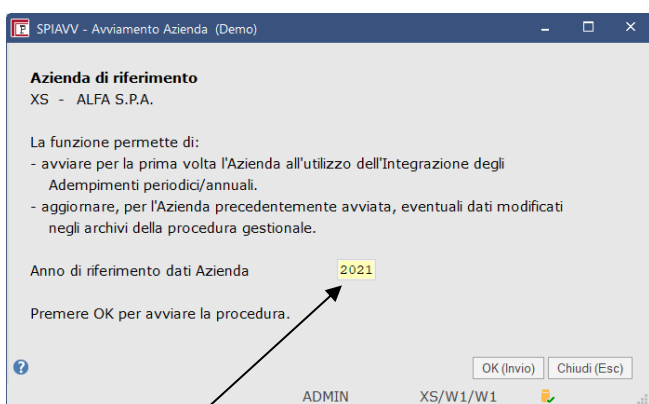 SPIAVV - Avviamento Azienda (Demo)
Azienda di riferimento
XS - ALFA S.P.A.
La funzione permette di:
- avviare per la prima volta l'Azienda all'utilizzo dell'Integrazione degli
Adempimenti periodici/annuali.
- aggiornare, per l'Azienda precedentemente avviata, eventuali dati modificati
negli archivi della procedura gestionale.
Anno di riferimento dati Azienda 2021
Premere OK per avviare la procedura.
OK (Invio) Chiudi (Esc)
ADMIN XS/W1/W1